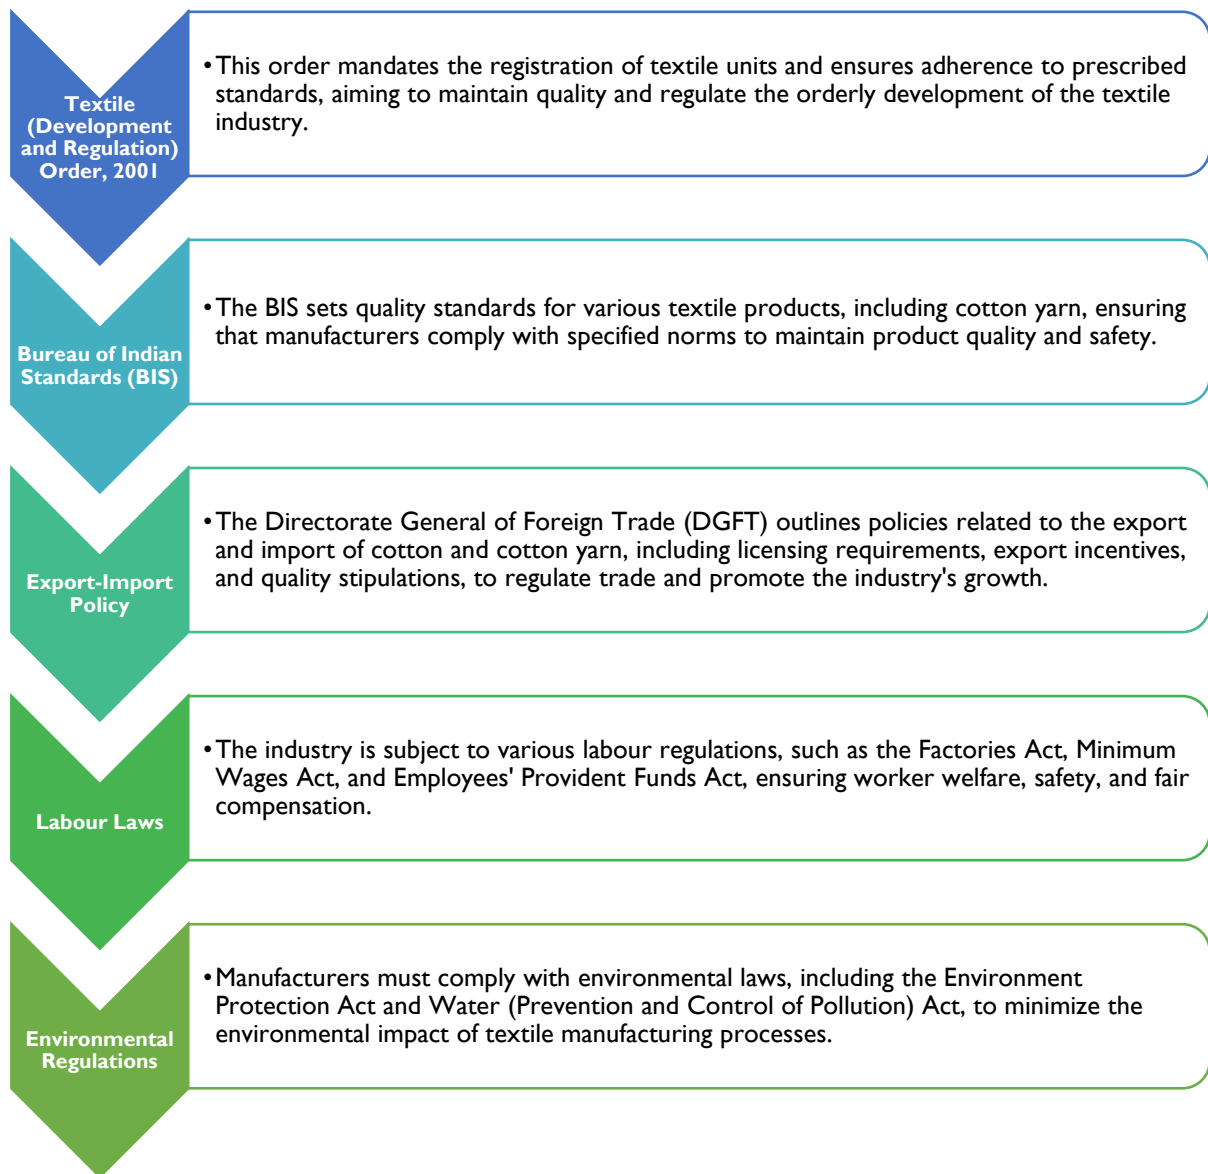 Textile
(Development
and Regulation)
Order, 2001
•This order mandates the registration of textile units and ensures adherence to prescribed
standards, aiming to maintain quality and regulate the orderly development of the textile
industry.
Bureau of Indian
Standards (BIS)
•The BIS sets quality standards for various textile products, including cotton yarn, ensuring
that manufacturers comply with specified norms to maintain product quality and safety.
Export-Import
Policy
•The Directorate General of Foreign Trade (DGFT) outlines policies related to the export
and import of cotton and cotton yarn, including licensing requirements, export incentives,
and quality stipulations, to regulate trade and promote the industry's growth.
Labour Laws
•The industry is subject to various labour regulations, such as the Factories Act, Minimum
Wages Act, and Employees' Provident Funds Act, ensuring worker welfare, safety, and fair
compensation.
Environmental
Regulations
•Manufacturers must comply with environmental laws, including the Environment
Protection Act and Water (Prevention and Control of Pollution) Act, to minimize the
environmental impact of textile manufacturing processes.